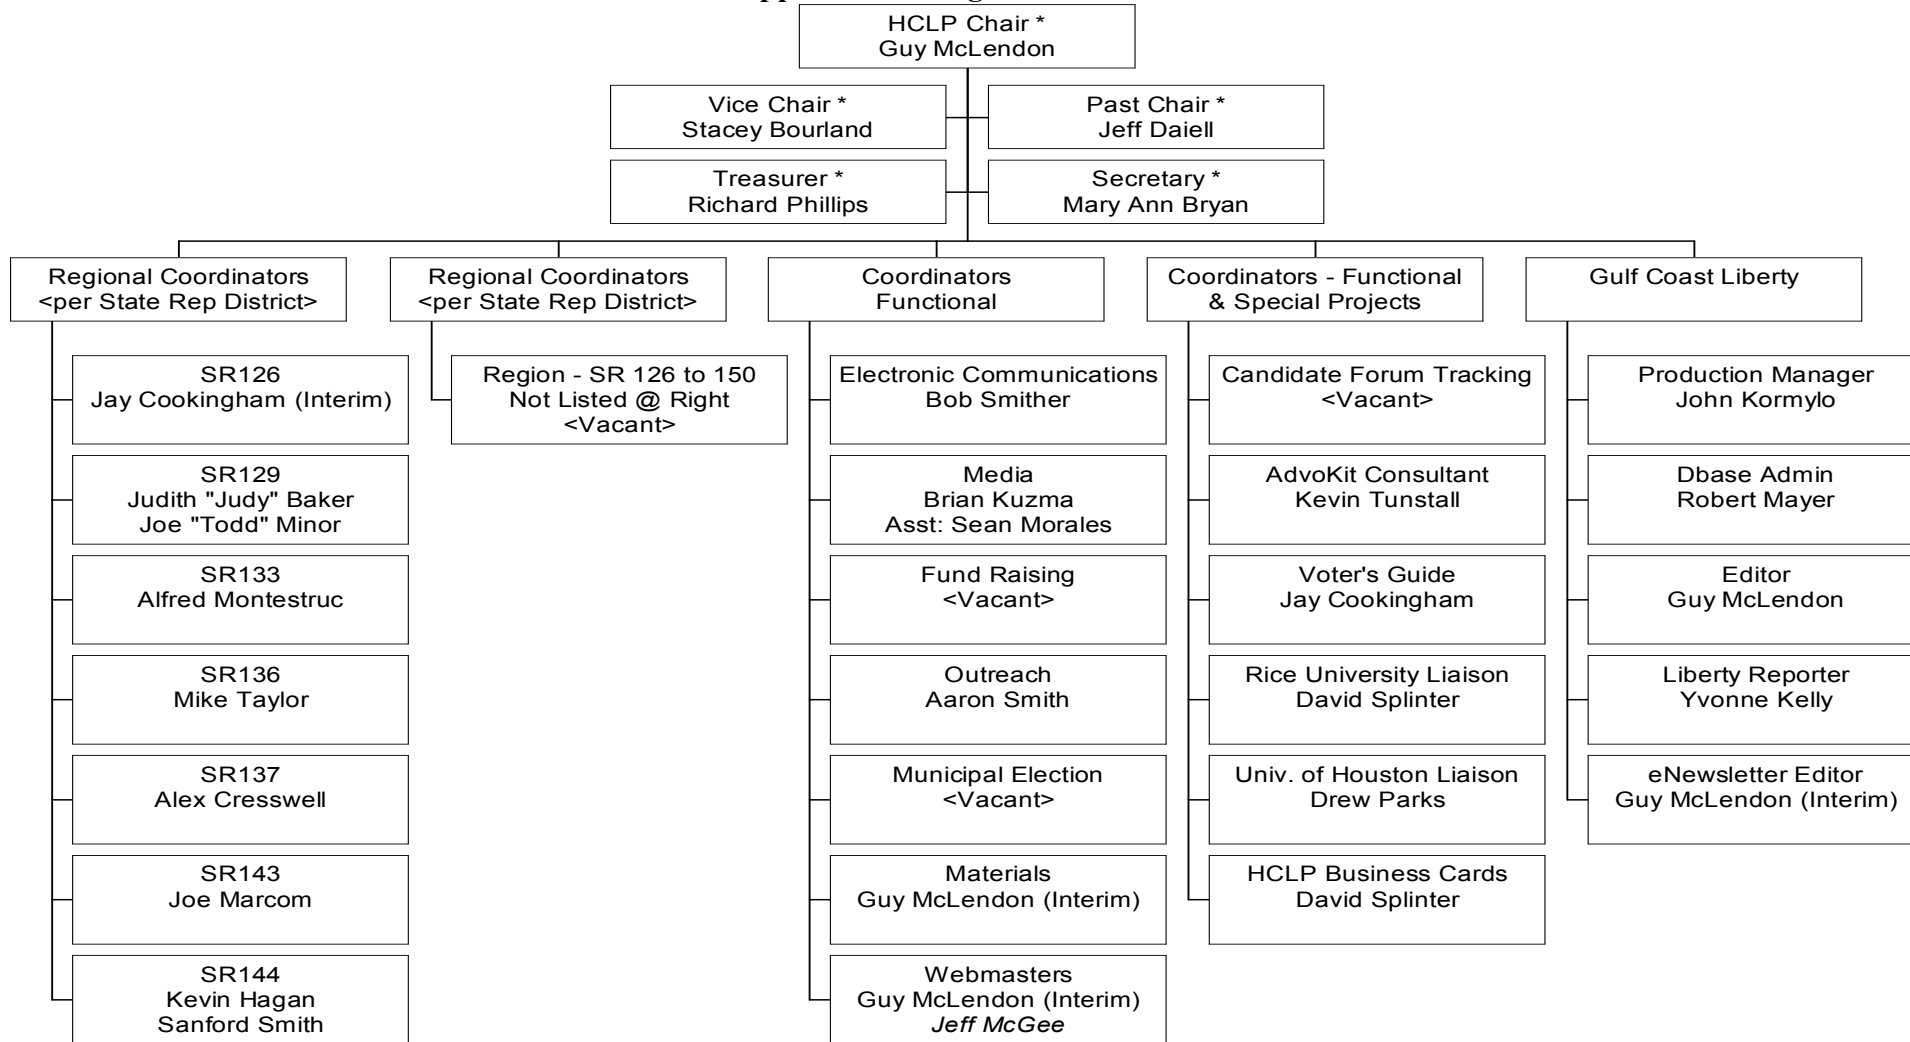 HCLP Chair *
Guy McLendon
Vice Chair *
Stacey Bourland
Past Chair *
Jeff Daiell
Treasurer *
Richard Phillips
Secretary *
Mary Ann Bryan
Regional Coordinators
<per State Rep District>
SR126
Jay Cookingham (Interim)
SR129
Judith "Judy" Baker
Joe "Todd" Minor
SR133
Alfred Montestruc
SR136
Mike Taylor
SR137
Alex Cresswell
SR143
Joe Marcom
SR144
Kevin Hagan
Sanford Smith
Regional Coordinators
<per State Rep District>
Region - SR 126 to 150
Not Listed @ Right
<Vacant>
Coordinators
Functional
Electronic Communications
Bob Smither
Media
Brian Kuzma
Asst: Sean Morales
Fund Raising
<Vacant>
Outreach
Aaron Smith
Municipal Election
<Vacant>
Materials
Guy McLendon (Interim)
Webmasters
Guy McLendon (Interim)
Jeff McGee
Coordinators - Functional
& Special Projects
Candidate Forum Tracking
<Vacant>
AdvoKit Consultant
Kevin Tunstall
Voter's Guide
Jay Cookingham
Rice University Liaison
David Splinter
Univ. of Houston Liaison
Drew Parks
HCLP Business Cards
David Splinter
Gulf Coast Liberty
Production Manager
John Kormylo
Dbase Admin
Robert Mayer
Editor
Guy McLendon
Liberty Reporter
Yvonne Kelly
eNewsletter Editor
Guy McLendon (Interim)